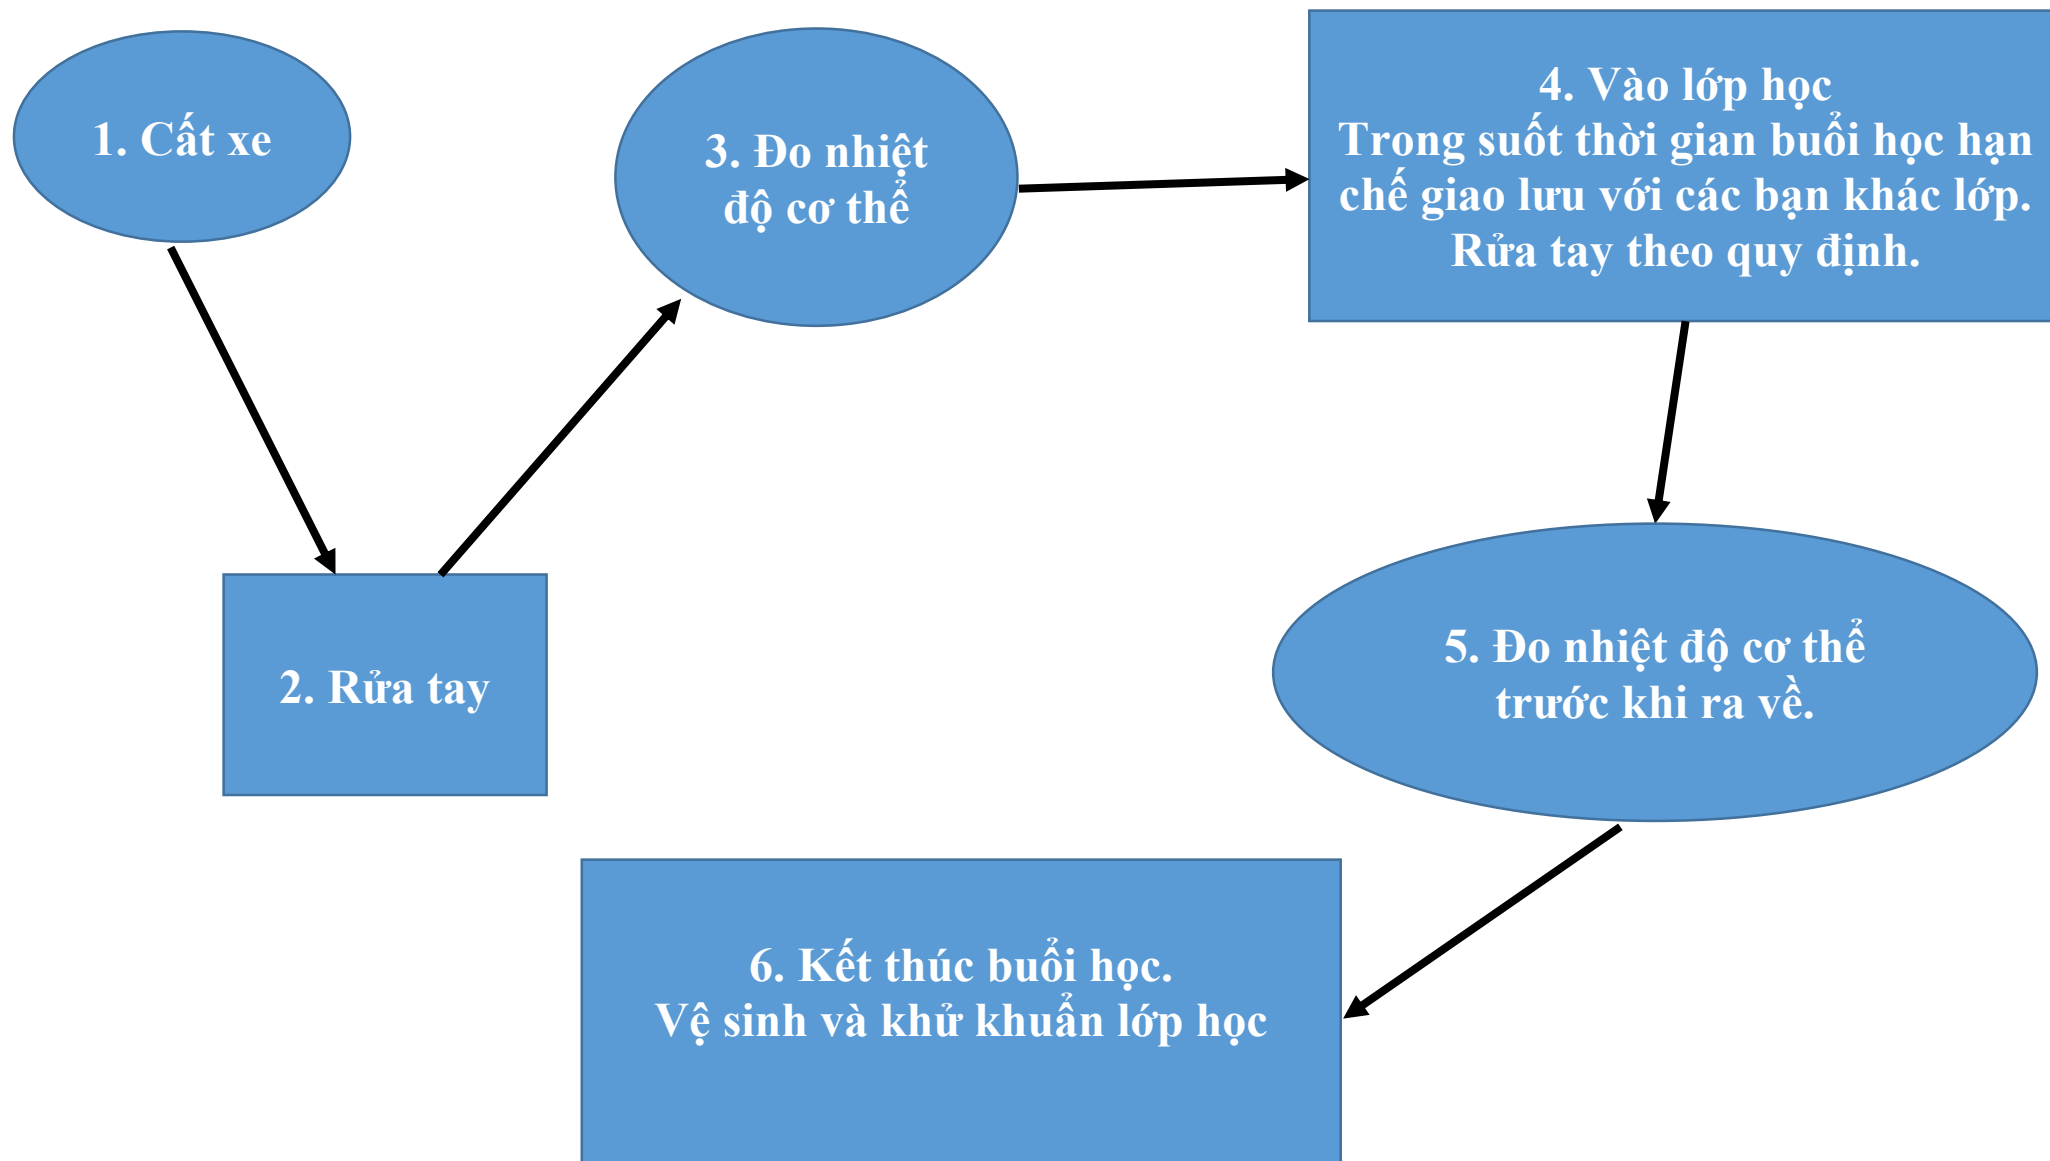 1. Cất xe
2. Rửa tay
3. Đo nhiệt
độ cơ thể
4. Vào lớp học
Trong suốt thời gian buổi học hạn
chế giao lưu với các bạn khác lớp.
Rửa tay theo quy định.
5. Đo nhiệt độ cơ thể
trước khi ra về.
6. Kết thúc buổi học.
Vệ sinh và khử khuẩn lớp học